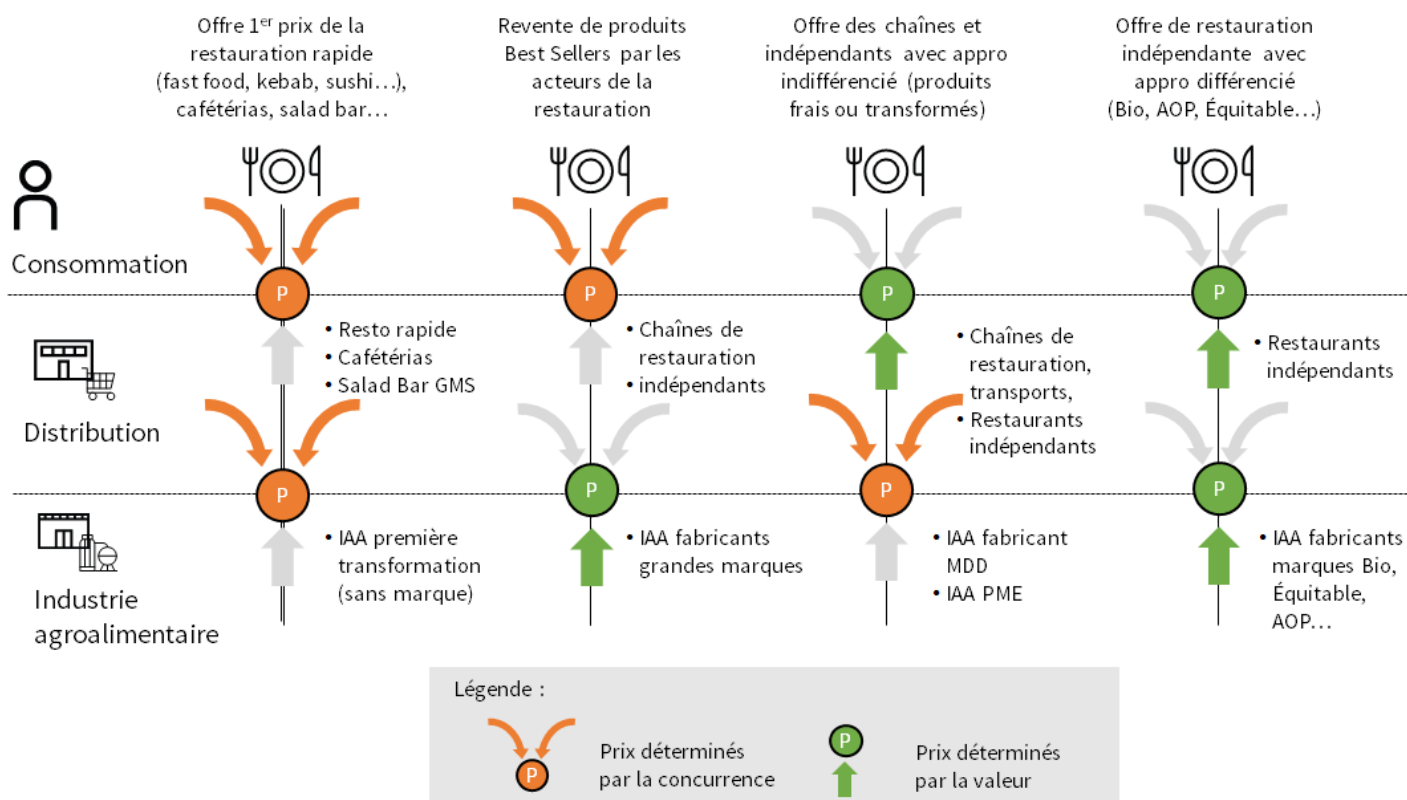 Offre 1er prix de la
restauration rapide
(fast food, kebab, sushi…),
cafétérias, salad bar…
Revente de produits
Best Sellers par les
acteurs de la
restauration
Offre des chaînes et
indépendants avec appro
indifférencié (produits
frais ou transformés)
Offre de restauration
indépendante avec
appro différencié
(Bio, AOP, Équitable…)
Consommation
P
P
P
P
• Resto rapide
• Cafétérias
• Salad Bar GMS
• Chaînes de
restauration
• indépendants
• Chaînes de
restauration,
transports,
• Restaurants
indépendants
• Restaurants
indépendants
Distribution
P
P
P
P
• IAA première
transformation
(sans marque)
• IAA fabricants
grandes marques
• IAA fabricant
MDD
• IAA PME
• IAA fabricants
marques Bio,
Équitable,
AOP…
Industrie
agroalimentaire
Légende :
P
Prix déterminés
par la concurrence
P
Prix déterminés
par la valeur